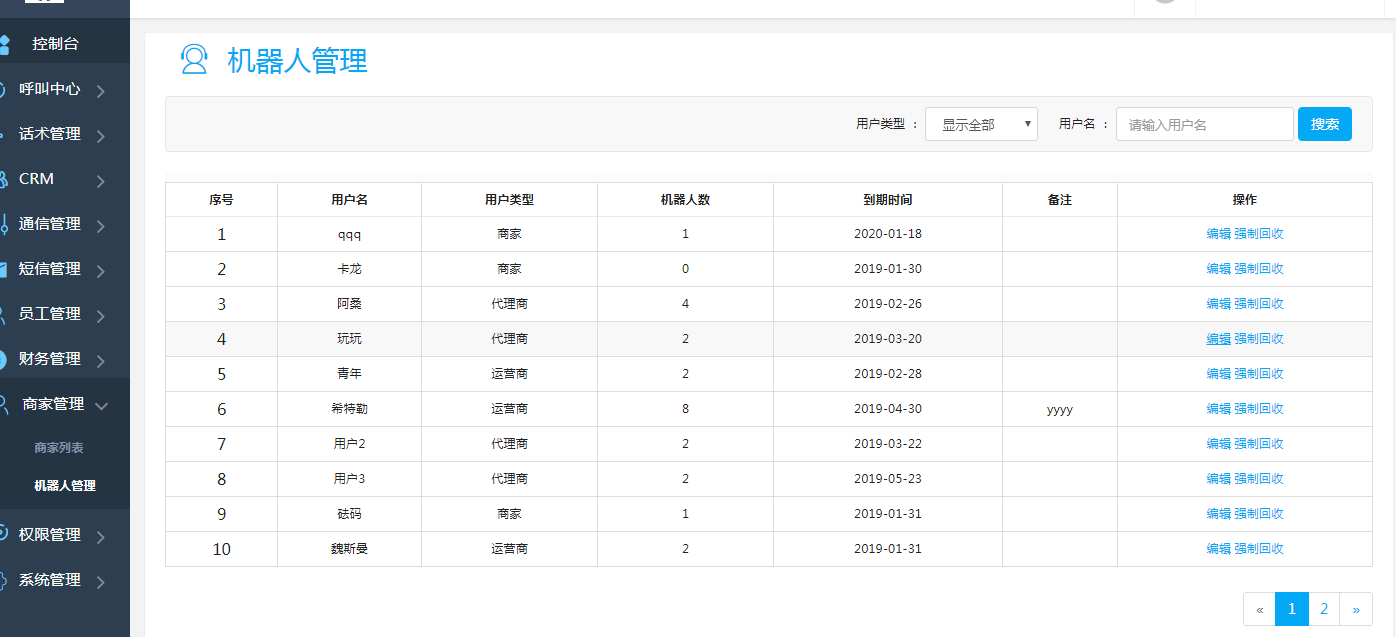 控制台
呼叫中心
话术管理
CRM
通信管理
短信管理
员工管理
财务管理
商家管理
商家列表
机器人管理
权限管理
系统管理
机器人管理
用户类型 : 显示全部 用户名 : 请输入用户名 搜索
序号 用户名 用户类型 机器人数 到期时间 备注 操作
1 qqq 商家 1 2020-01-18 编辑 强制回收
2 卡龙 商家 0 2019-01-30 编辑 强制回收
3 阿桑 代理商 4 2019-02-26 编辑 强制回收
4 玩玩 代理商 2 2019-03-20 编辑 强制回收
5 青年 运营商 2 2019-02-28 编辑 强制回收
6 希特勒 运营商 8 2019-04-30 yyyy 编辑 强制回收
7 用户2 代理商 2 2019-03-22 编辑 强制回收
8 用户3 代理商 2 2019-05-23 编辑 强制回收
9 砝码 商家 1 2019-01-31 编辑 强制回收
10 魏斯曼 运营商 2 2019-01-31 编辑 强制回收
« 1 2 »